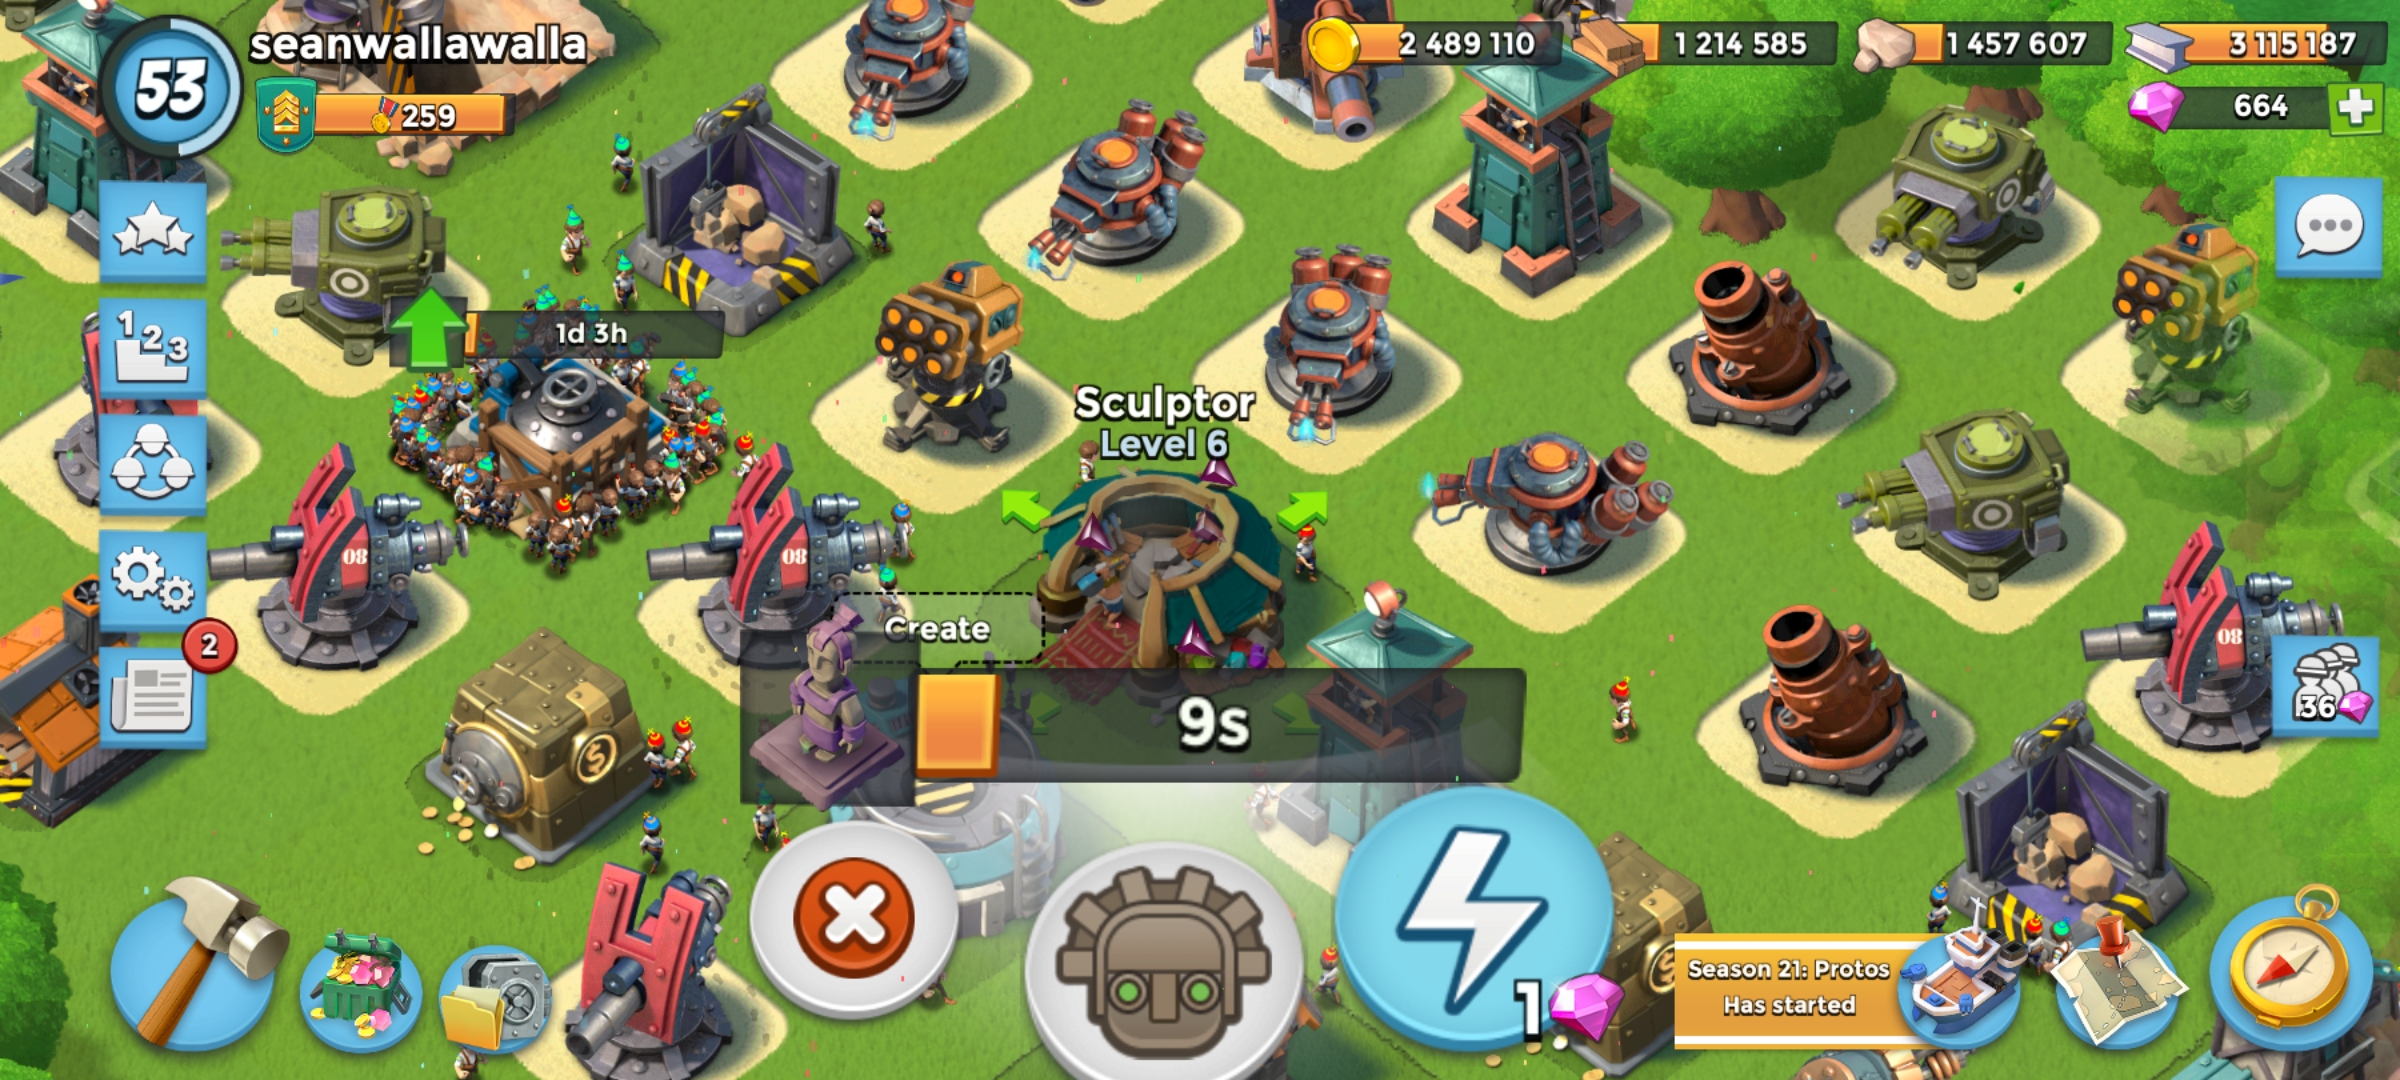 seanwallawalla
53
259
2 489 110
1 214 585
1 457 607
3 115 187
664
1d 3h
123
Sculptor
Level 6
08
08
08
Create
2
9s
36
$
1
Season 21: Protos
Has started